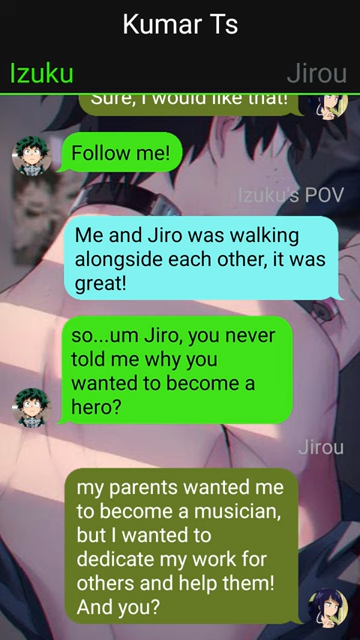 Kumar Ts
Izuku
Jirou
Sure, I would like that!
Follow me!
Izuku's POV
Me and Jiro was walking
alongside each other, it was
great!
so...um Jiro, you never
told me why you
wanted to become a
hero?
Jirou
my parents wanted me
to become a musician,
but I wanted to
dedicate my work for
others and help them!
And you?